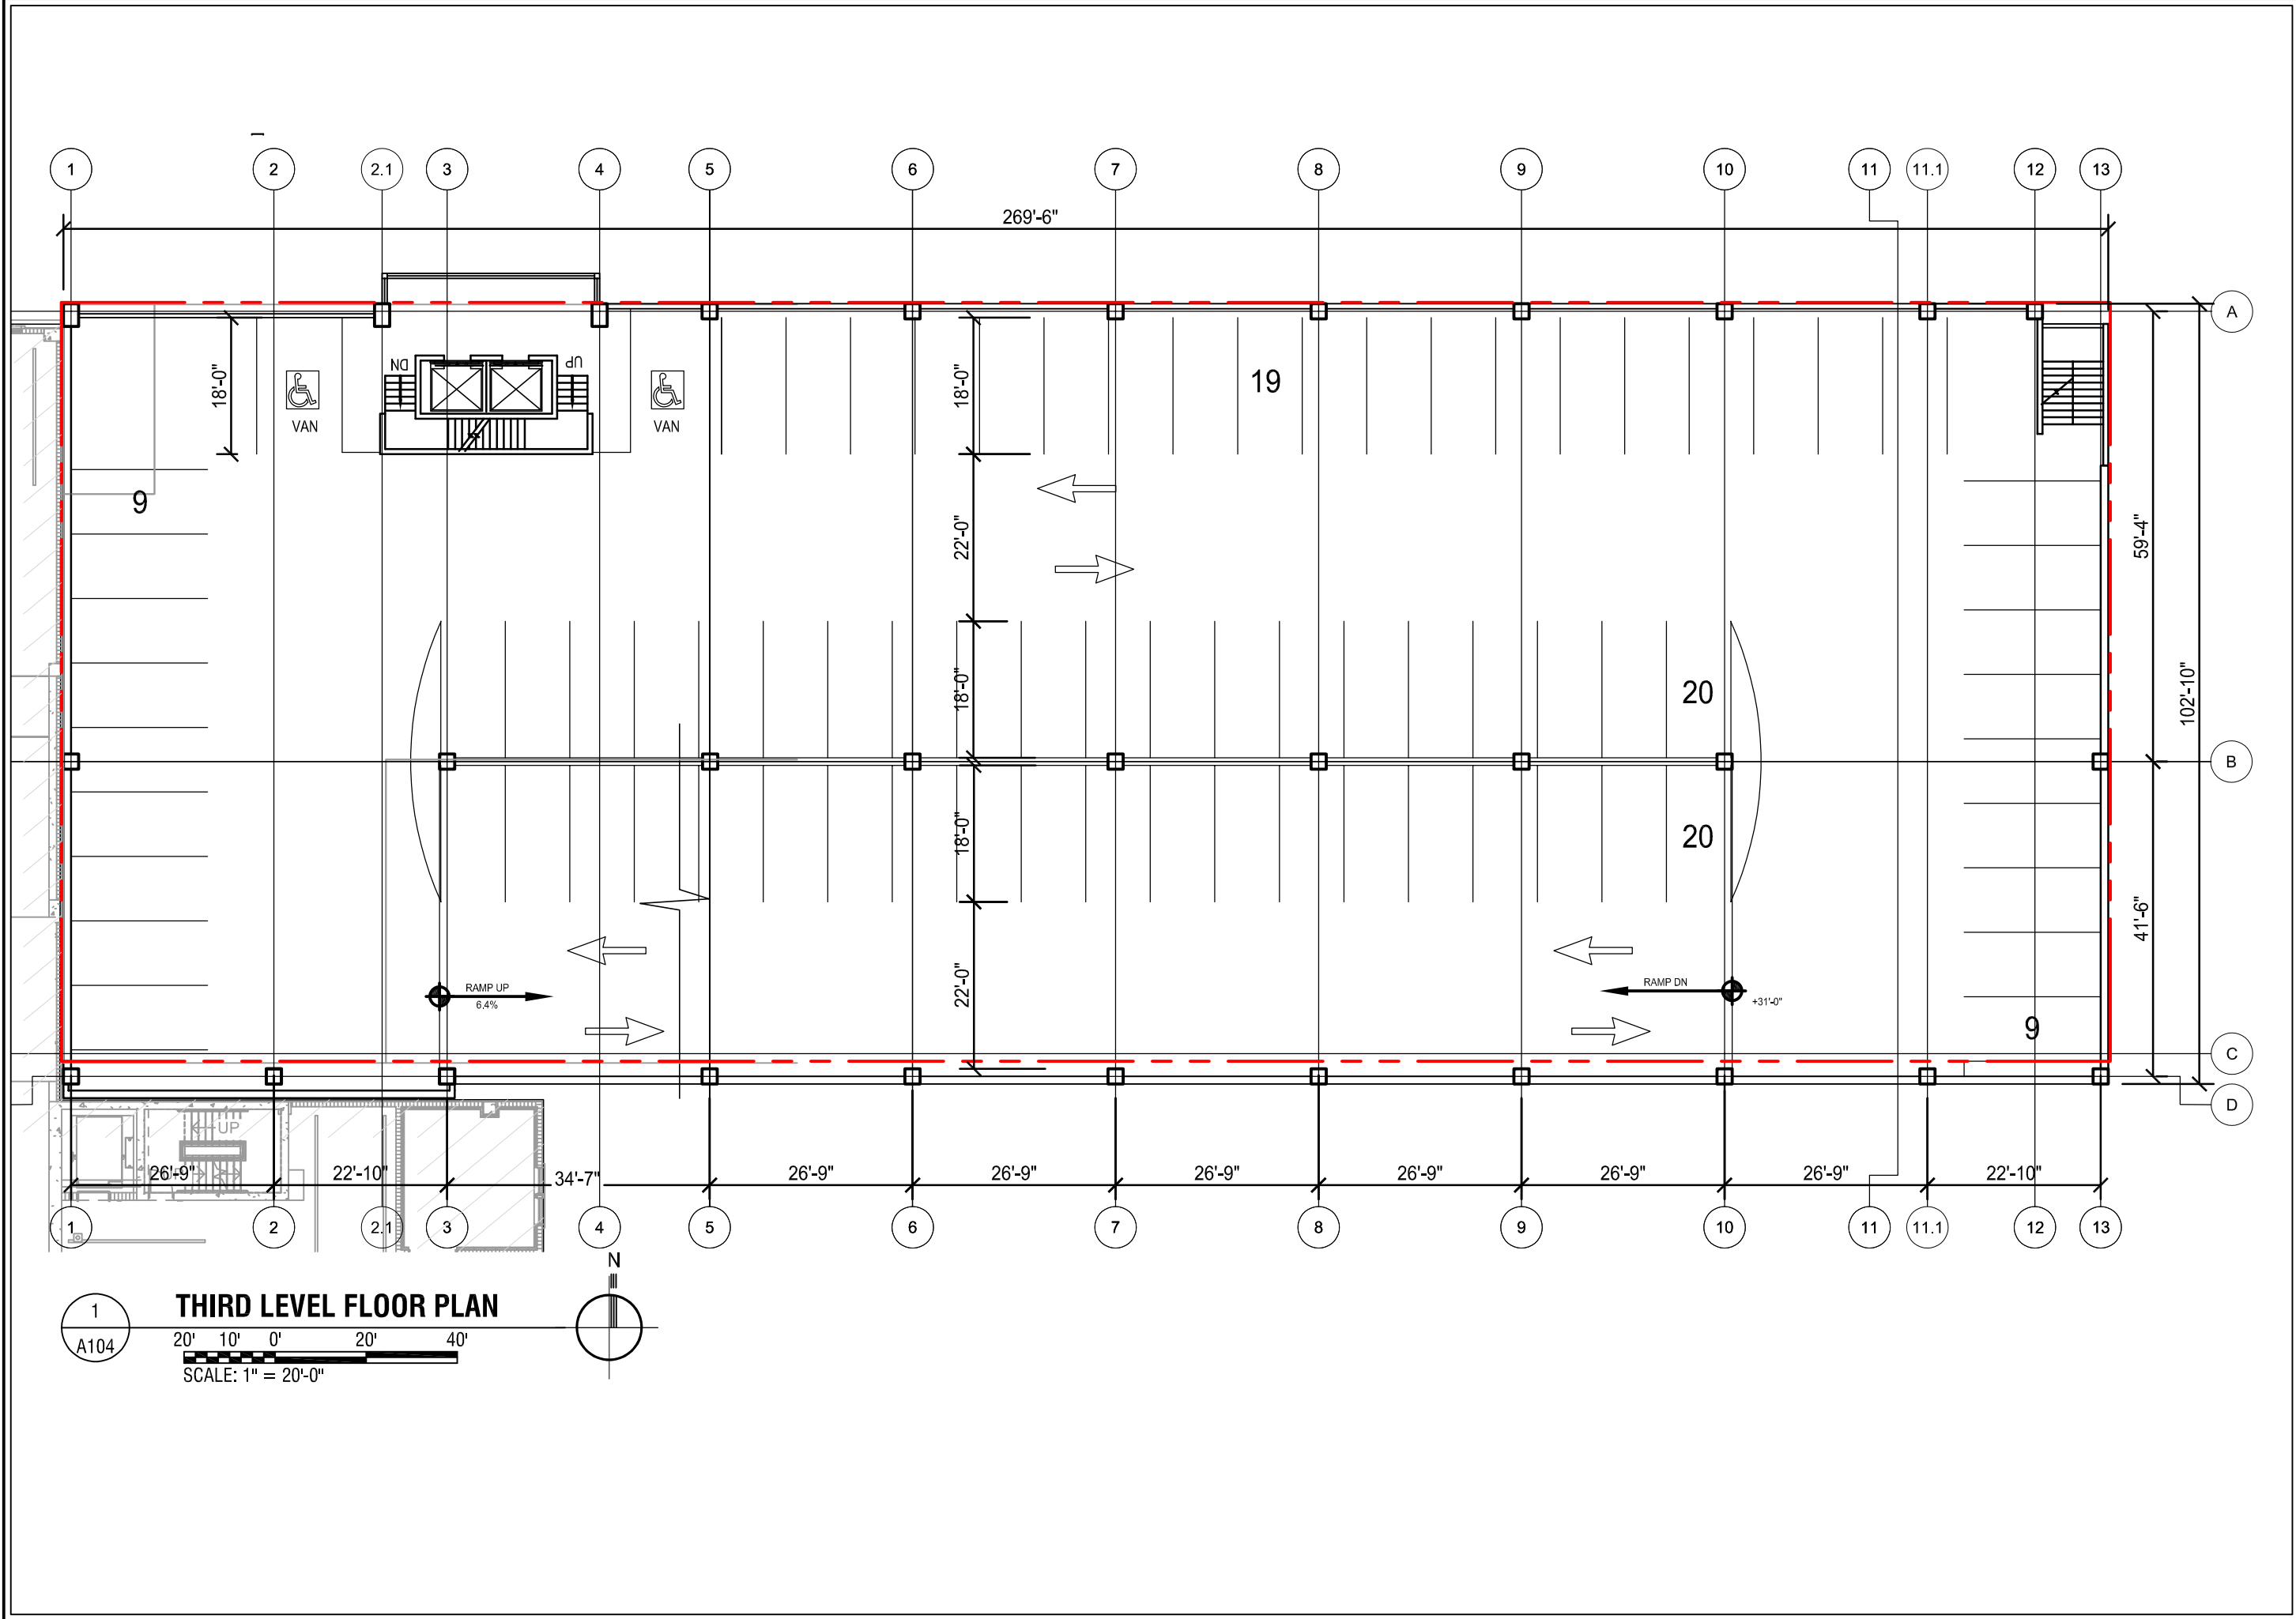 1 2 2.1 3 4 5 6 7 8 9 10 11 11.1 12 13
269'-6"
A
DN
UP
18'-0"
18'-0"
19
VAN
VAN
9
22'-0"
59'-4"
18'-0"
20
102'-10"
B
18'-0"
20
41'-6"
22'-0"
RAMP UP
6.4%
RAMP DN
+31'-0"
9
C
D
UP
26'-9" 22'-10" 34'-7" 26'-9" 26'-9" 26'-9" 26'-9" 26'-9" 26'-9" 22'-10"
1 2 2.1 3 4 5 6 7 8 9 10 11 11.1 12 13
N
1
A104
THIRD LEVEL FLOOR PLAN
20' 10' 0' 20' 40'
SCALE: 1" = 20'-0"